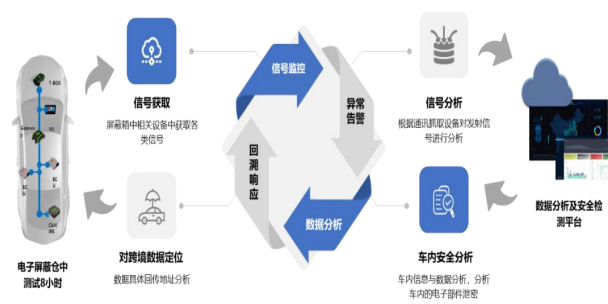 信号获取
屏蔽箱中相关设备中获取各
类信号
信号监控
异常
告警
数据分析
回溯
响应
信号分析
根据通讯抓取设备对发射信
号进行分析
T-BOX
电子屏蔽仓中
测试8小时
对跨境数据定位
数据具体回传地址分析
车内安全分析
车内信息与数据分析，分析
车内的电子部件泄密
数据分析及安全检
测平台